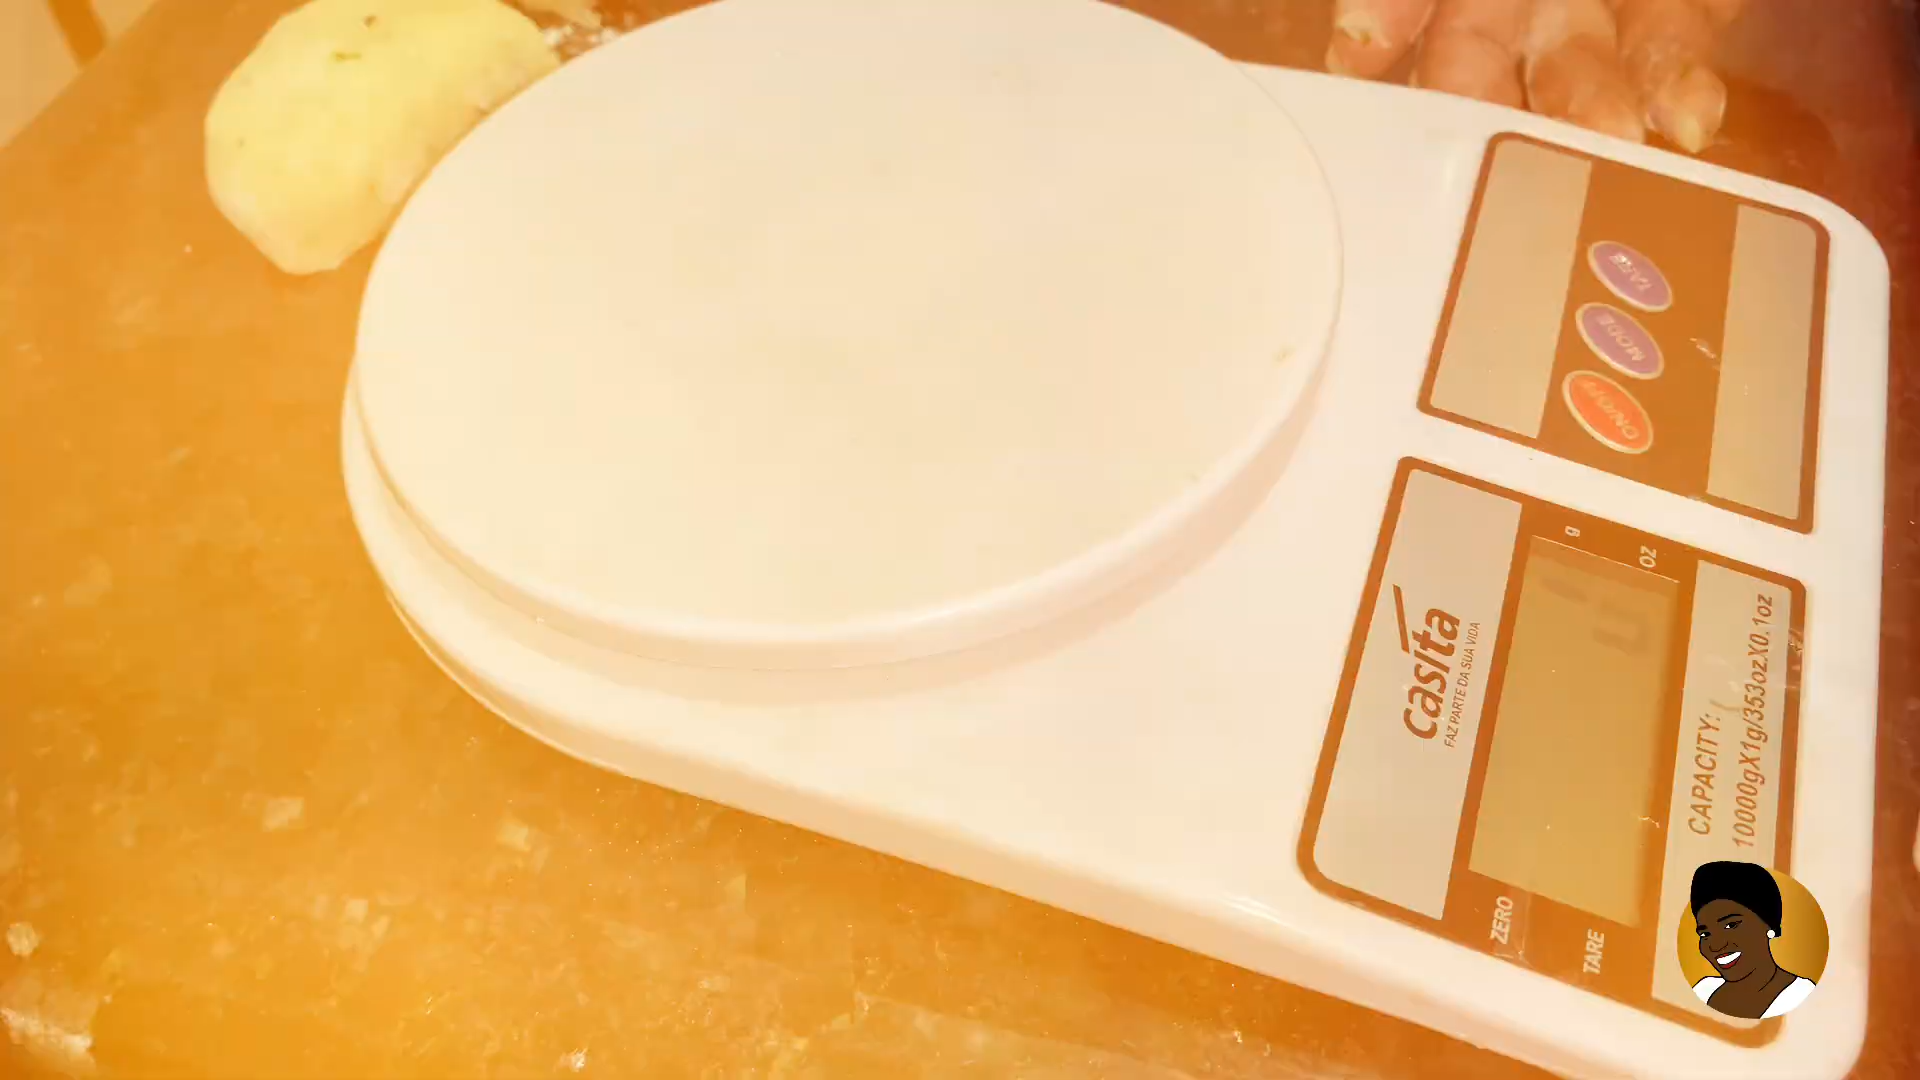 TARE
MODE
ON/OFF
g
OZ
casita
FAZ PARTE DA SUA VIDA
CAPACITY:
10000gX1g/353ozX0.1oz
ZERO
TARE